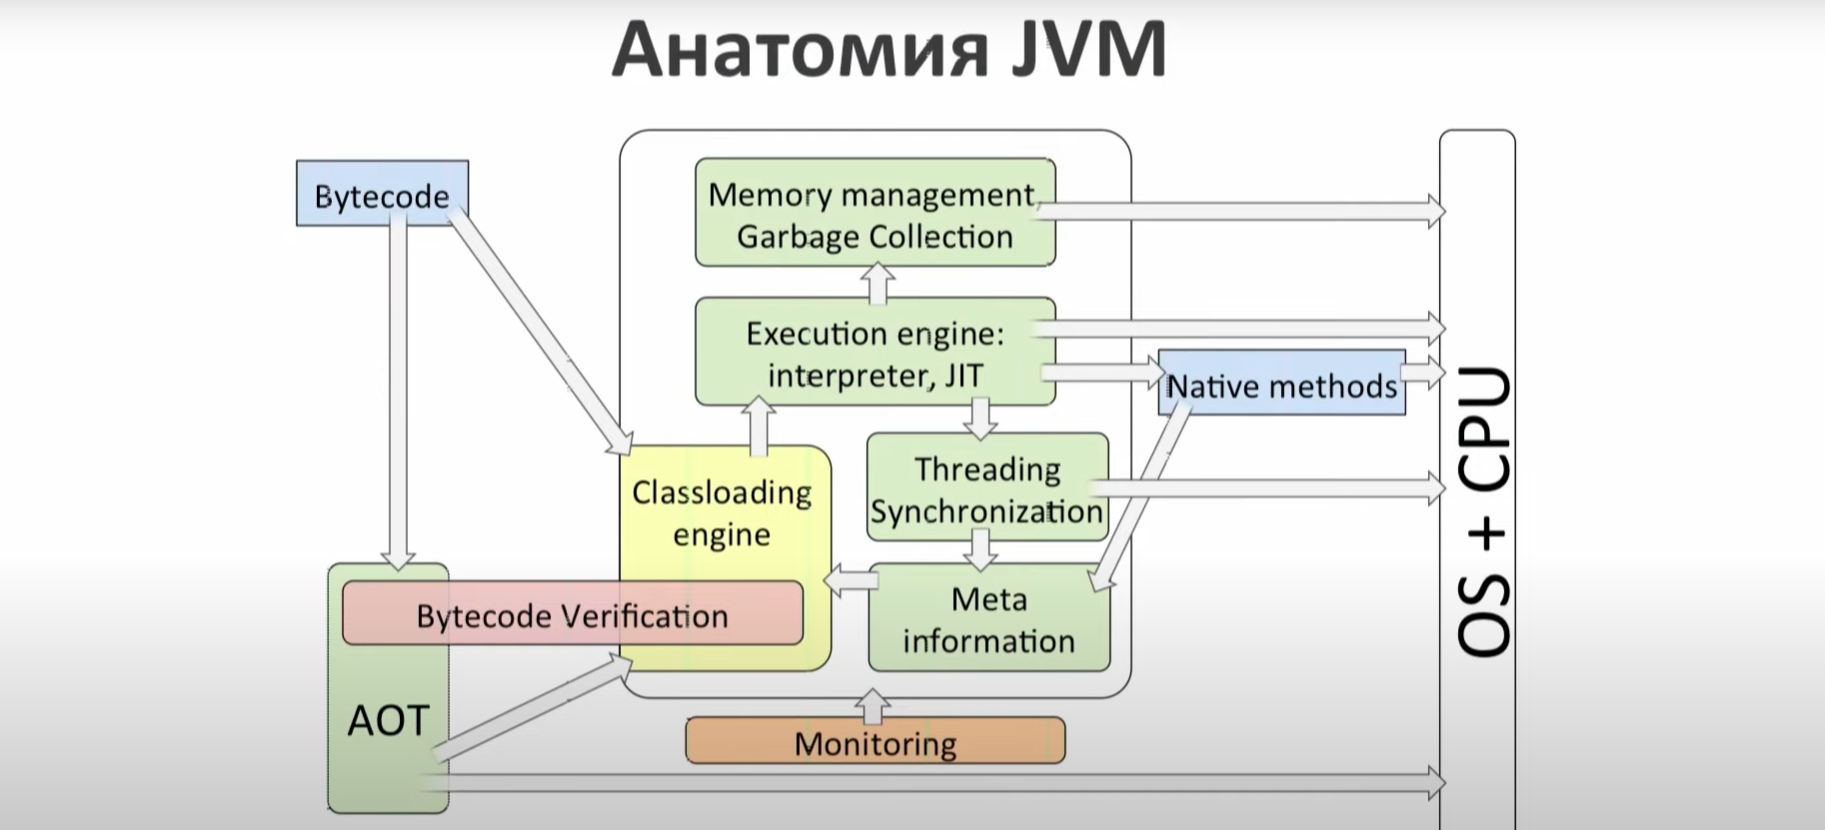 Анатомия JVM
Bytecode
Memory management,
Garbage Collection
Execution engine:
interpreter, JIT
Native methods
Classloading
engine
Threading
Synchronization
Bytecode Verification
Meta
information
AOT
Monitoring
OS + CPU